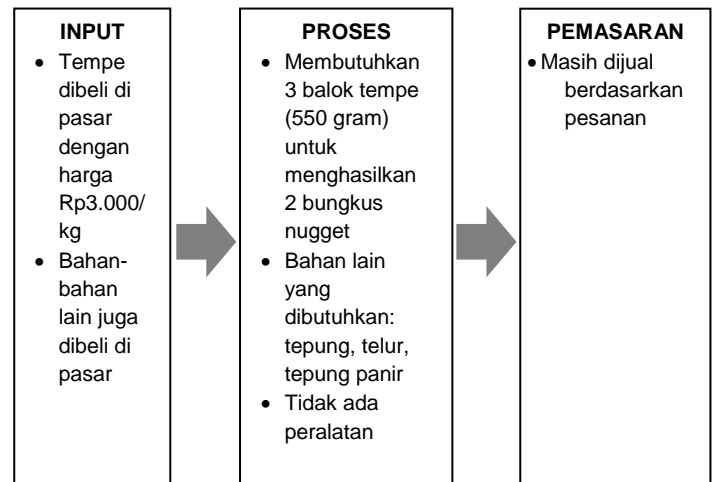 INPUT
• Tempe
dibeli di
pasar
dengan
harga
Rp3.000/
kg
• Bahan-
bahan
lain juga
dibeli di
pasar
PROSES
• Membutuhkan
3 balok tempe
(550 gram)
untuk
menghasilkan
2 bungkus
nugget
• Bahan lain
yang
dibutuhkan:
tepung, telur,
tepung panir
• Tidak ada
peralatan
PEMASARAN
• Masih dijual
berdasarkan
pesanan